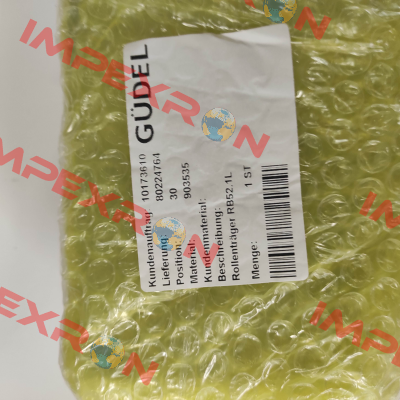 GÜDEL
Kundenauftrag: 10173610
Lieferung: 80224764
Position: 30
Material: 903535
Kundenmaterial:
Beschreibung:
Rollenträger RB52.1L
Menge: 1 ST
IMPEXRON
IMPEXRON
IMPEXRON
IMPEXRON
IMPEXRON